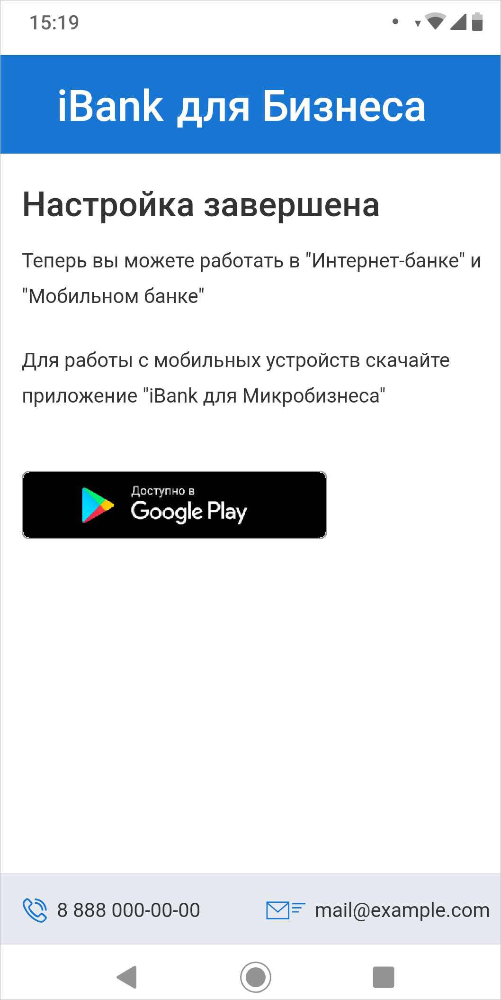 15:19
iBank для Бизнеса
Настройка завершена
Теперь вы можете работать в "Интернет-банке" и
"Мобильном банке"
Для работы с мобильных устройств скачайте
приложение "iBank для Микробизнеса"
Доступно в
Google Play
8 888 000-00-00
mail@example.com